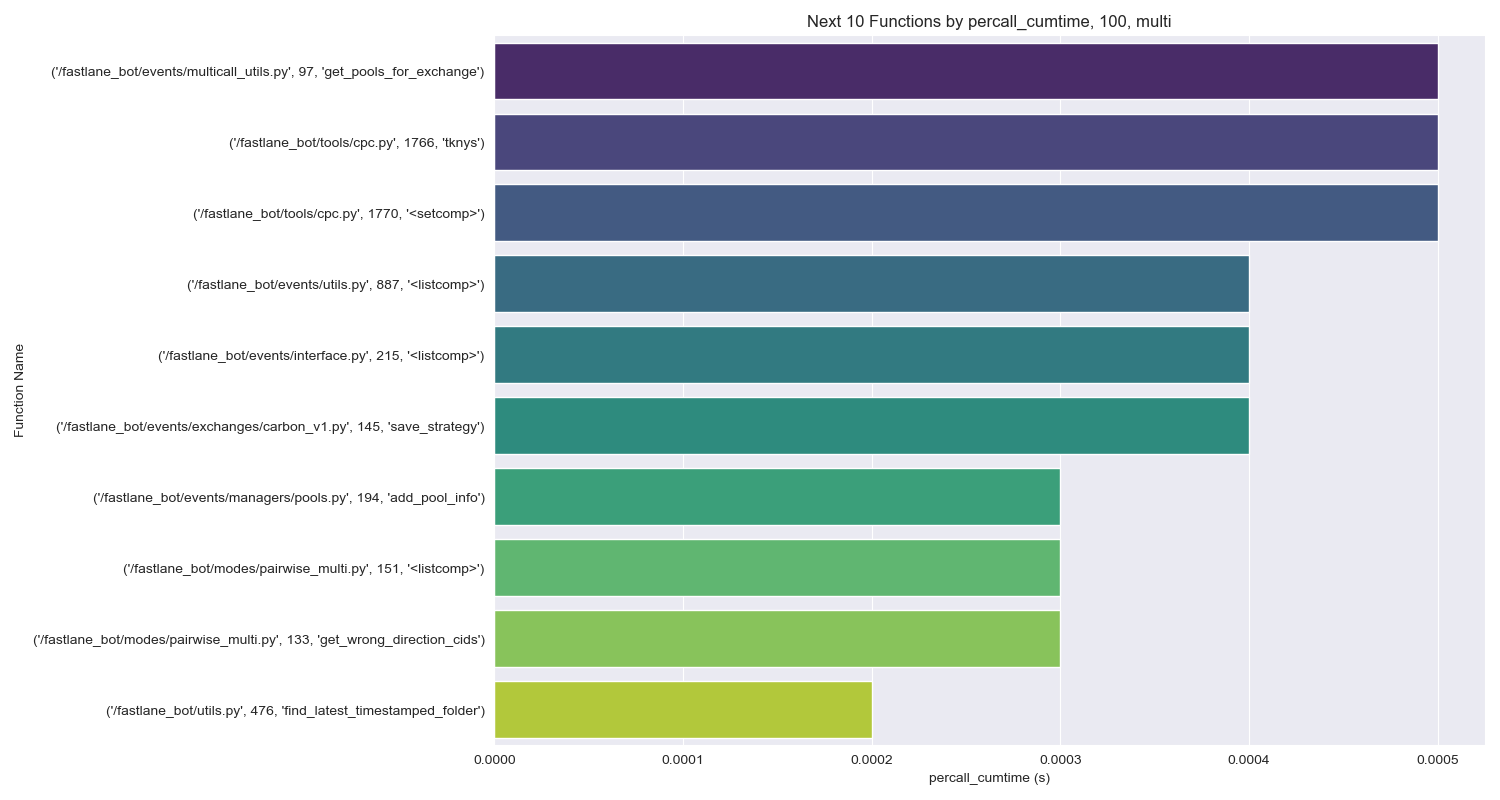 Next 10 Functions by percall_cumtime, 100, multi
('/fastlane_bot/events/multicall_utils.py', 97, 'get_pools_for_exchange')
('/fastlane_bot/tools/cpc.py', 1766, 'tknys')
('/fastlane_bot/tools/cpc.py', 1770, '<setcomp>')
('/fastlane_bot/events/utils.py', 887, '<listcomp>')
('/fastlane_bot/events/interface.py', 215, '<listcomp>')
('/fastlane_bot/events/exchanges/carbon_v1.py', 145, 'save_strategy')
('/fastlane_bot/events/managers/pools.py', 194, 'add_pool_info')
('/fastlane_bot/modes/pairwise_multi.py', 151, '<listcomp>')
('/fastlane_bot/modes/pairwise_multi.py', 133, 'get_wrong_direction_cids')
('/fastlane_bot/utils.py', 476, 'find_latest_timestamped_folder')
Function Name
0.0000 0.0001 0.0002 0.0003 0.0004 0.0005
percall_cumtime (s)